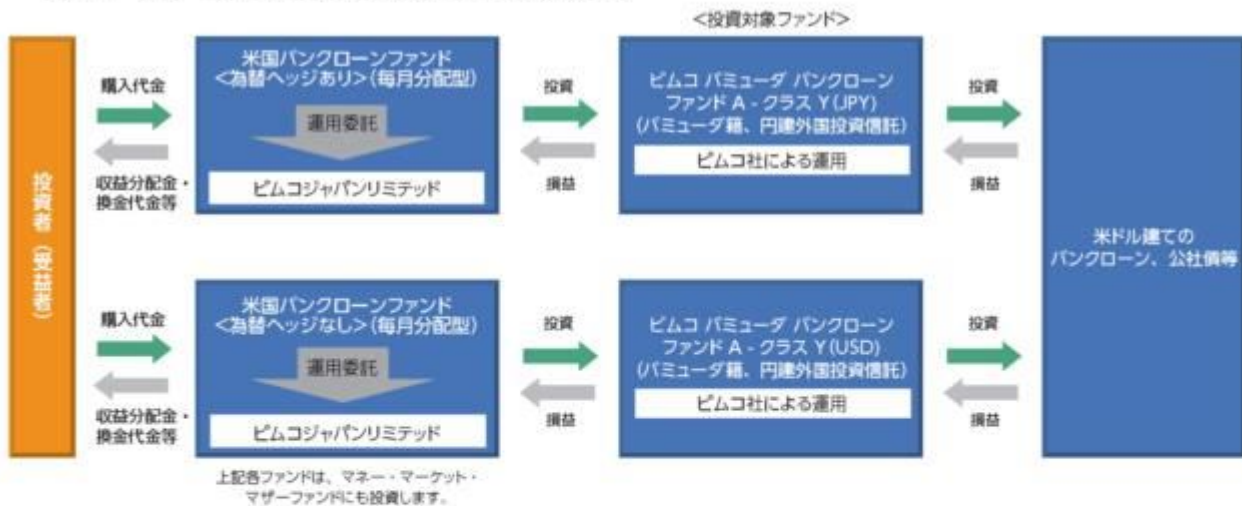 <投資対象ファンド>
投資者(受益者)
購入代金
収益分配金・
換金代金等
米国バンクローンファンド
<為替ヘッジあり>(毎月分配型)
運用委託
ピムコジャパンリミテッド
投資
損益
ピムコ バミューダ バンクローン
ファンド A - クラス Y(JPY)
(バミューダ籍、円建外国投資信託)
ピムコ社による運用
投資
損益
米ドル建ての
バンクローン、公社債等
購入代金
収益分配金・
換金代金等
米国バンクローンファンド
<為替ヘッジなし>(毎月分配型)
運用委託
ピムコジャパンリミテッド
投資
損益
ピムコ バミューダ バンクローン
ファンド A - クラス Y(USD)
(バミューダ籍、円建外国投資信託)
ピムコ社による運用
投資
損益
上記各ファンドは、マネー・マーケット・
マザーファンドにも投資します。